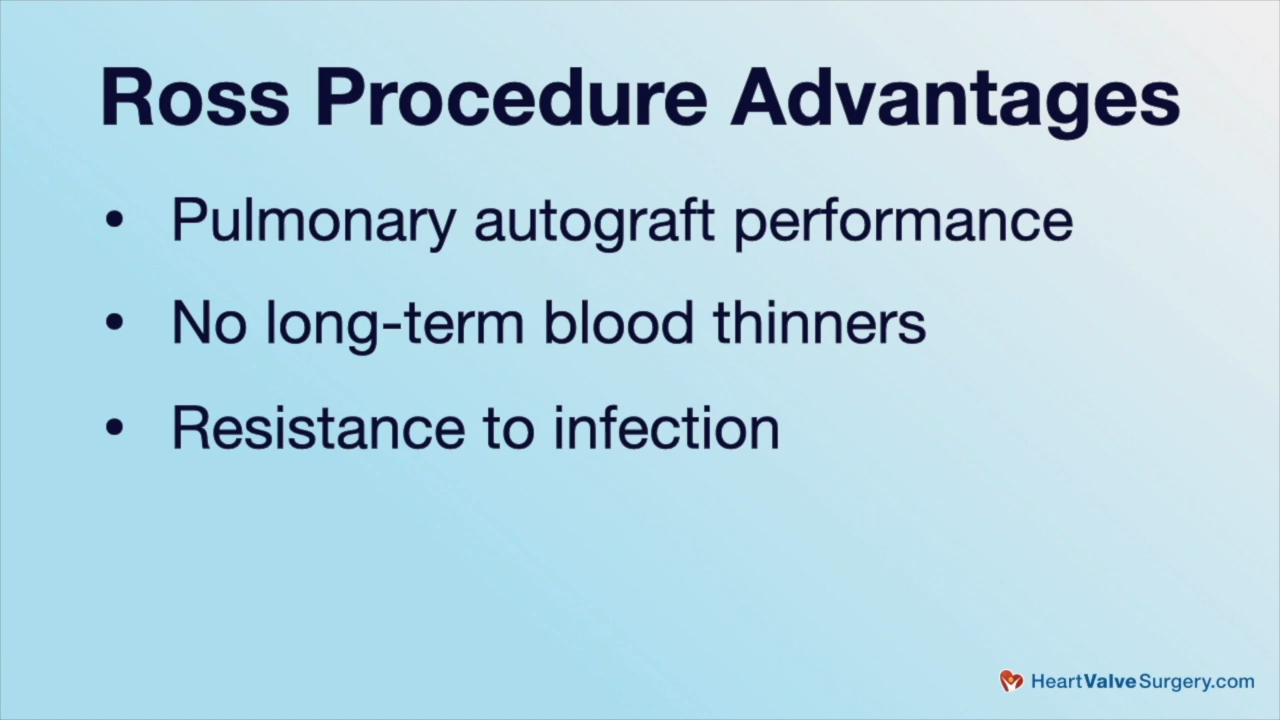 Ross Procedure Advantages
• Pulmonary autograft performance
• No long-term blood thinners
• Resistance to infection
HeartValveSurgery.com